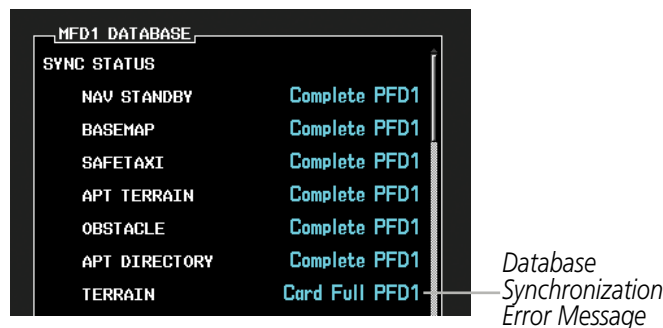 MFD1 DATABASE
SYNC STATUS
NAV STANDBY Complete PFD1
BASEMAP Complete PFD1
SAFETAXI Complete PFD1
APT TERRAIN Complete PFD1
OBSTACLE Complete PFD1
APT DIRECTORY Complete PFD1
TERRAIN Card Full PFD1
Database
Synchronization
Error Message